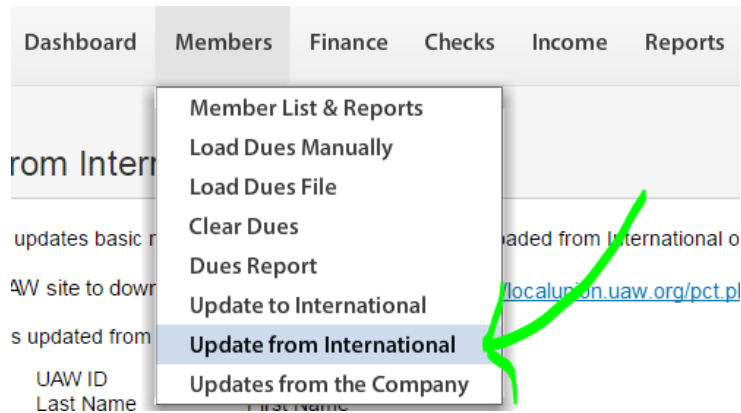 Dashboard Members Finance Checks Income Reports
Member List & Reports
Load Dues Manually
Load Dues File
Clear Dues
Dues Report
Update to International
Update from International
Updates from the Company
rom Inter
updates basic aded from International o
AW site to down /localunion.uaw.org/pct.pl
s updated from
UAW ID
Last Name First Name